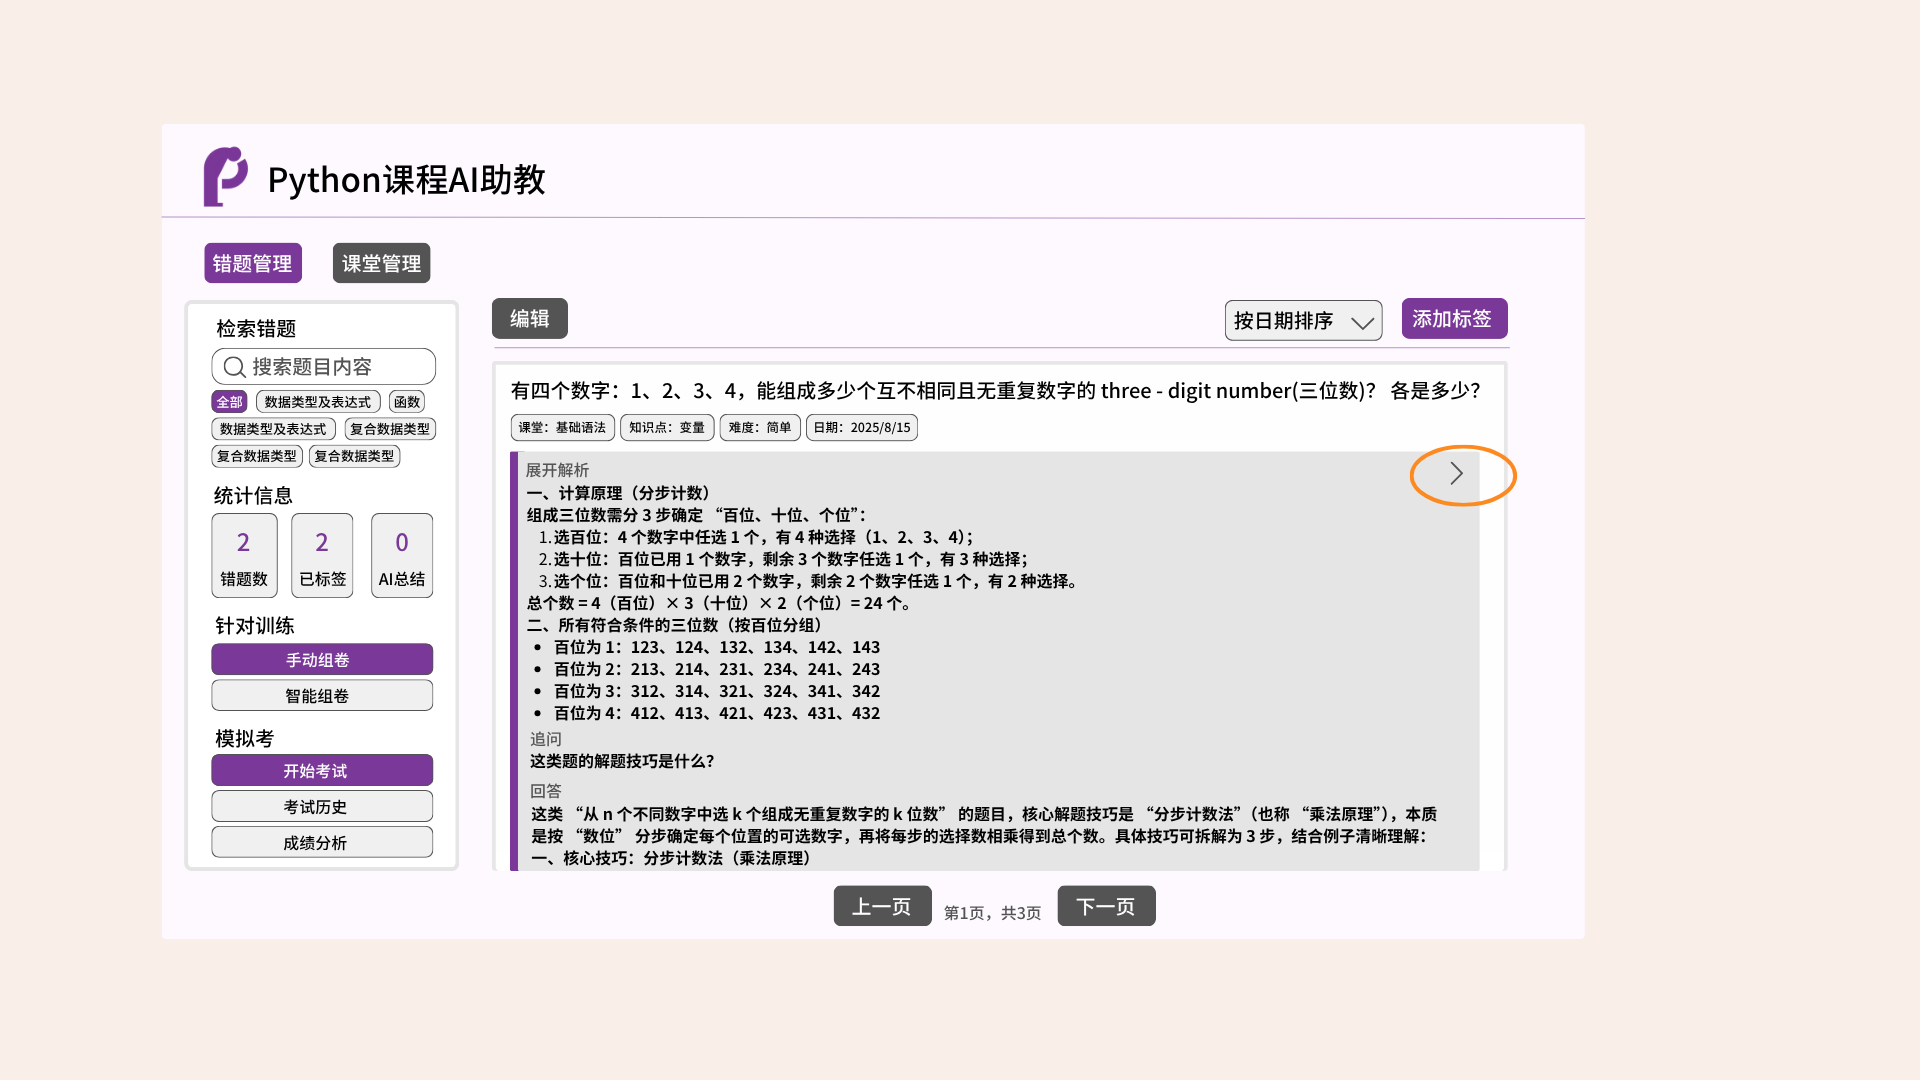 Python课程AI助教
错题管理
课堂管理
检索错题
搜索题目内容
全部
数据类型及表达式
函数
数据类型及表达式
复合数据类型
复合数据类型
复合数据类型
统计信息
2
错题数
2
已标签
0
AI总结
针对训练
手动组卷
智能组卷
模拟考
开始考试
考试历史
成绩分析
编辑
按日期排序
添加标签
有四个数字：1、2、3、4，能组成多少个互不相同且无重复数字的 three - digit number(三位数)？ 各是多少？
课堂：基础语法
知识点：变量
难度：简单
日期：2025/8/15
展开解析
一、计算原理（分步计数）
组成三位数需分 3 步确定 “百位、十位、个位”：
1. 选百位：4 个数字中任选 1 个，有 4 种选择（1、2、3、4）；
2. 选十位：百位已用 1 个数字，剩余 3 个数字任选 1 个，有 3 种选择；
3. 选个位：百位和十位已用 2 个数字，剩余 2 个数字任选 1 个，有 2 种选择。
总个数 = 4（百位）× 3（十位）× 2（个位）= 24 个。
二、所有符合条件的三位数（按百位分组）
• 百位为 1：123、124、132、134、142、143
• 百位为 2：213、214、231、234、241、243
• 百位为 3：312、314、321、324、341、342
• 百位为 4：412、413、421、423、431、432
追问
这类题的解题技巧是什么？
回答
这类 “从 n 个不同数字中选 k 个组成无重复数字的 k 位数” 的题目，核心解题技巧是 “分步计数法”（也称 “乘法原理”），本质
是按 “数位” 分步确定每个位置的可选数字，再将每步的选择数相乘得到总个数。具体技巧可拆解为 3 步，结合例子清晰理解：
一、核心技巧：分步计数法（乘法原理）
上一页
第1页，共3页
下一页